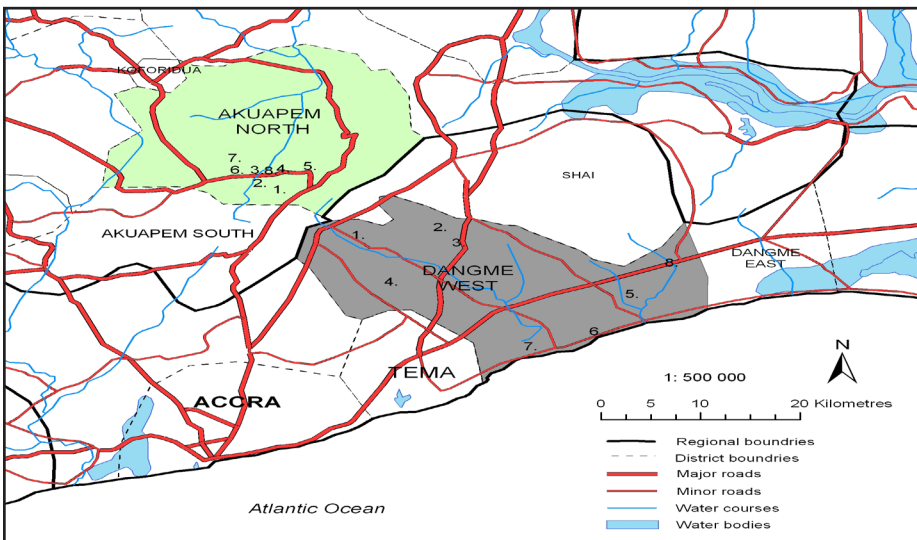 KOFORIDUA
AKUAPEM
NORTH
7.
6. 3.8.4. 5.
2. 1.
SHAI
AKUAPEM SOUTH
1. 2.
3
DANGME
EAST
8.
DANGME
WEST
4.
5.
6
7.
TEMA
ACCRA
N
1: 500 000
0 5 10 20 Kilometres
Regional boundries
District boundries
Major roads
Minor roads
Water courses
Water bodies
Atlantic Ocean